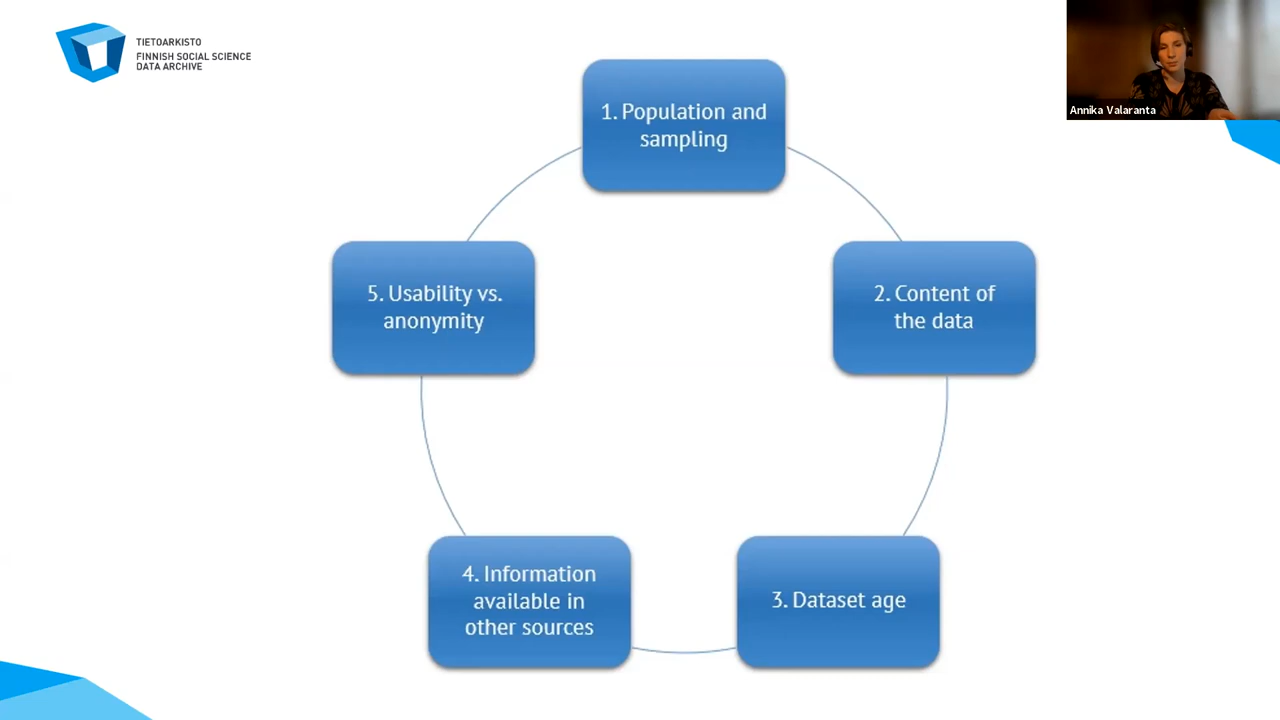 TIETOARKISTO
FINNISH SOCIAL SCIENCE
DATA ARCHIVE
Annika Valaranta
1. Population and
sampling
2. Content of
the data
3. Dataset age
4. Information
available in
other sources
5. Usability vs.
anonymity